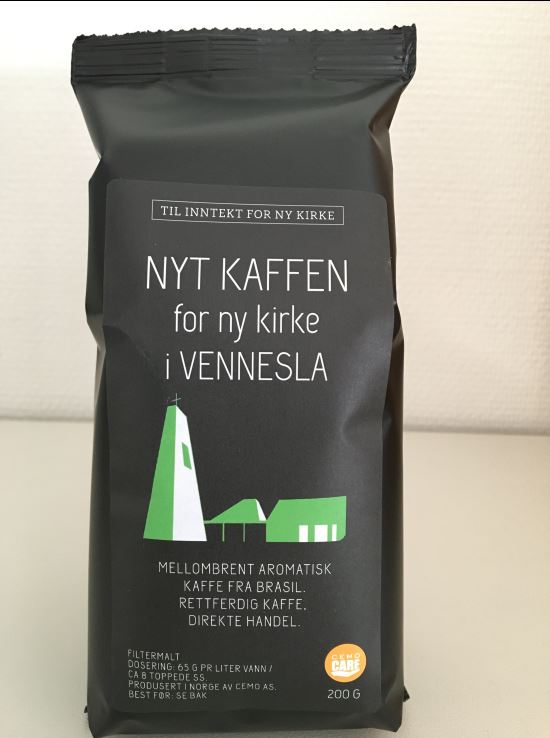 TIL INNTEKT FOR NY KIRKE
NYT KAFFEN
for ny kirke
i VENNESLA
MELLOMBRENT AROMATISK
KAFFE FRA BRASIL.
RETTFERDIG KAFFE,
DIREKTE HANDEL.
FILTERMALT
DOSERING: 65 G PR LITER VANN /
CA 8 TOPPEDE SS.
PRODUSERT I NORGE AV CEMO AS.
BEST FØR: SE BAK
CEMO
CARE
200 G